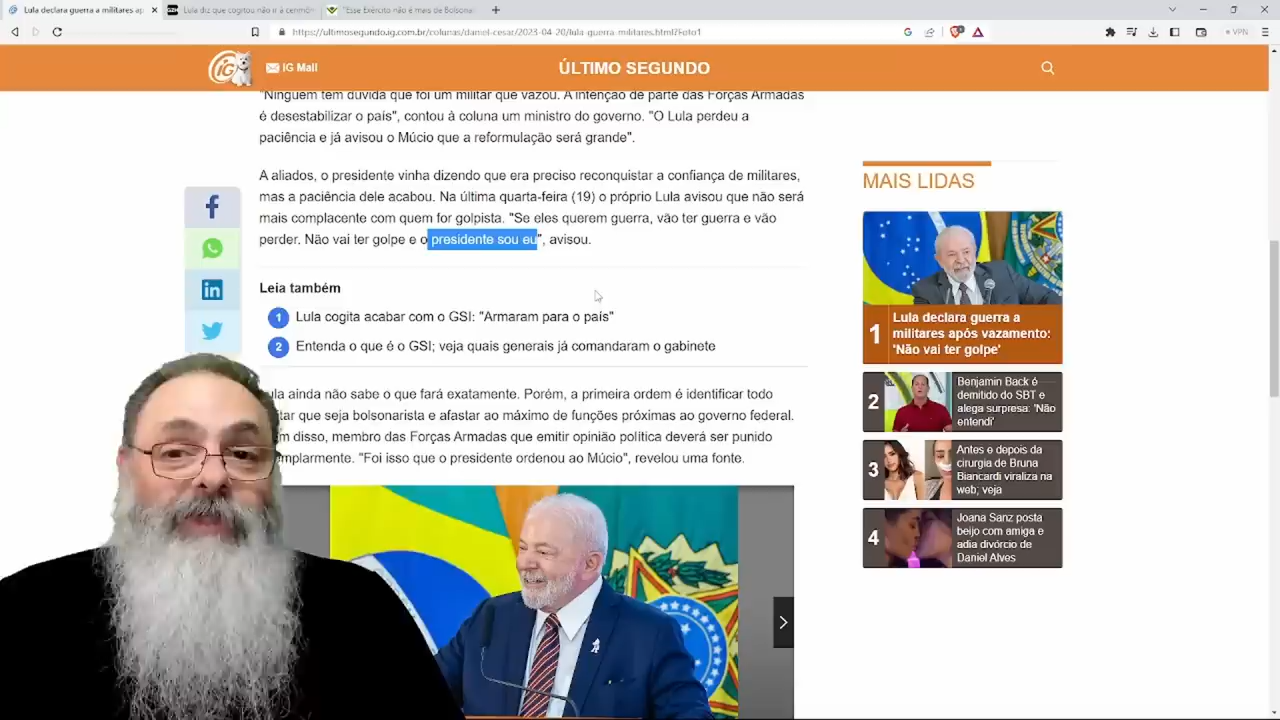 Lula declara guerra a militares ap
Lula diz que cogitou não ir à cerimô
"Esse Exército não é mais de Bolsona
https://ultimosegundo.ig.com.br/colunas/daniel-cesar/2023-04-20/lula-guerra-militares.html?Foto1
VPN
iG
iG Mail
ÚLTIMO SEGUNDO
"Ninguém tem dúvida que foi um militar que vazou. A intenção de parte das Forças Armadas
é desestabilizar o país", contou à coluna um ministro do governo. "O Lula perdeu a
paciência e já avisou o Múcio que a reformulação será grande".
A aliados, o presidente vinha dizendo que era preciso reconquistar a confiança de militares,
mas a paciência dele acabou. Na última quarta-feira (19) o próprio Lula avisou que não será
mais complacente com quem for golpista. "Se eles querem guerra, vão ter guerra e vão
perder. Não vai ter golpe e o presidente sou eu", avisou.
Leia também
1 Lula cogita acabar com o GSI: "Armaram para o país"
2 Entenda o que é o GSI; veja quais generais já comandaram o gabinete
ula ainda não sabe o que fará exatamente. Porém, a primeira ordem é identificar todo
tar que seja bolsonarista e afastar ao máximo de funções próximas ao governo federal.
m disso, membro das Forças Armadas que emitir opinião política deverá ser punido
emplarmente. "Foi isso que o presidente ordenou ao Múcio", revelou uma fonte.
MAIS LIDAS
1 Lula declara guerra a
militares após vazamento:
'Não vai ter golpe'
2 Benjamin Back é
demitido do SBT e
alega surpresa: 'Não
entendi'
3 Antes e depois da
cirurgia de Bruna
Biancardi viraliza na
web; veja
4 Joana Sanz posta
beijo com amiga e
adia divórcio de
Daniel Alves